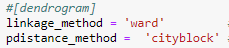 #[dendrogram]
linkage_method = 'ward' #
pdistance_method = 'cityblock' #